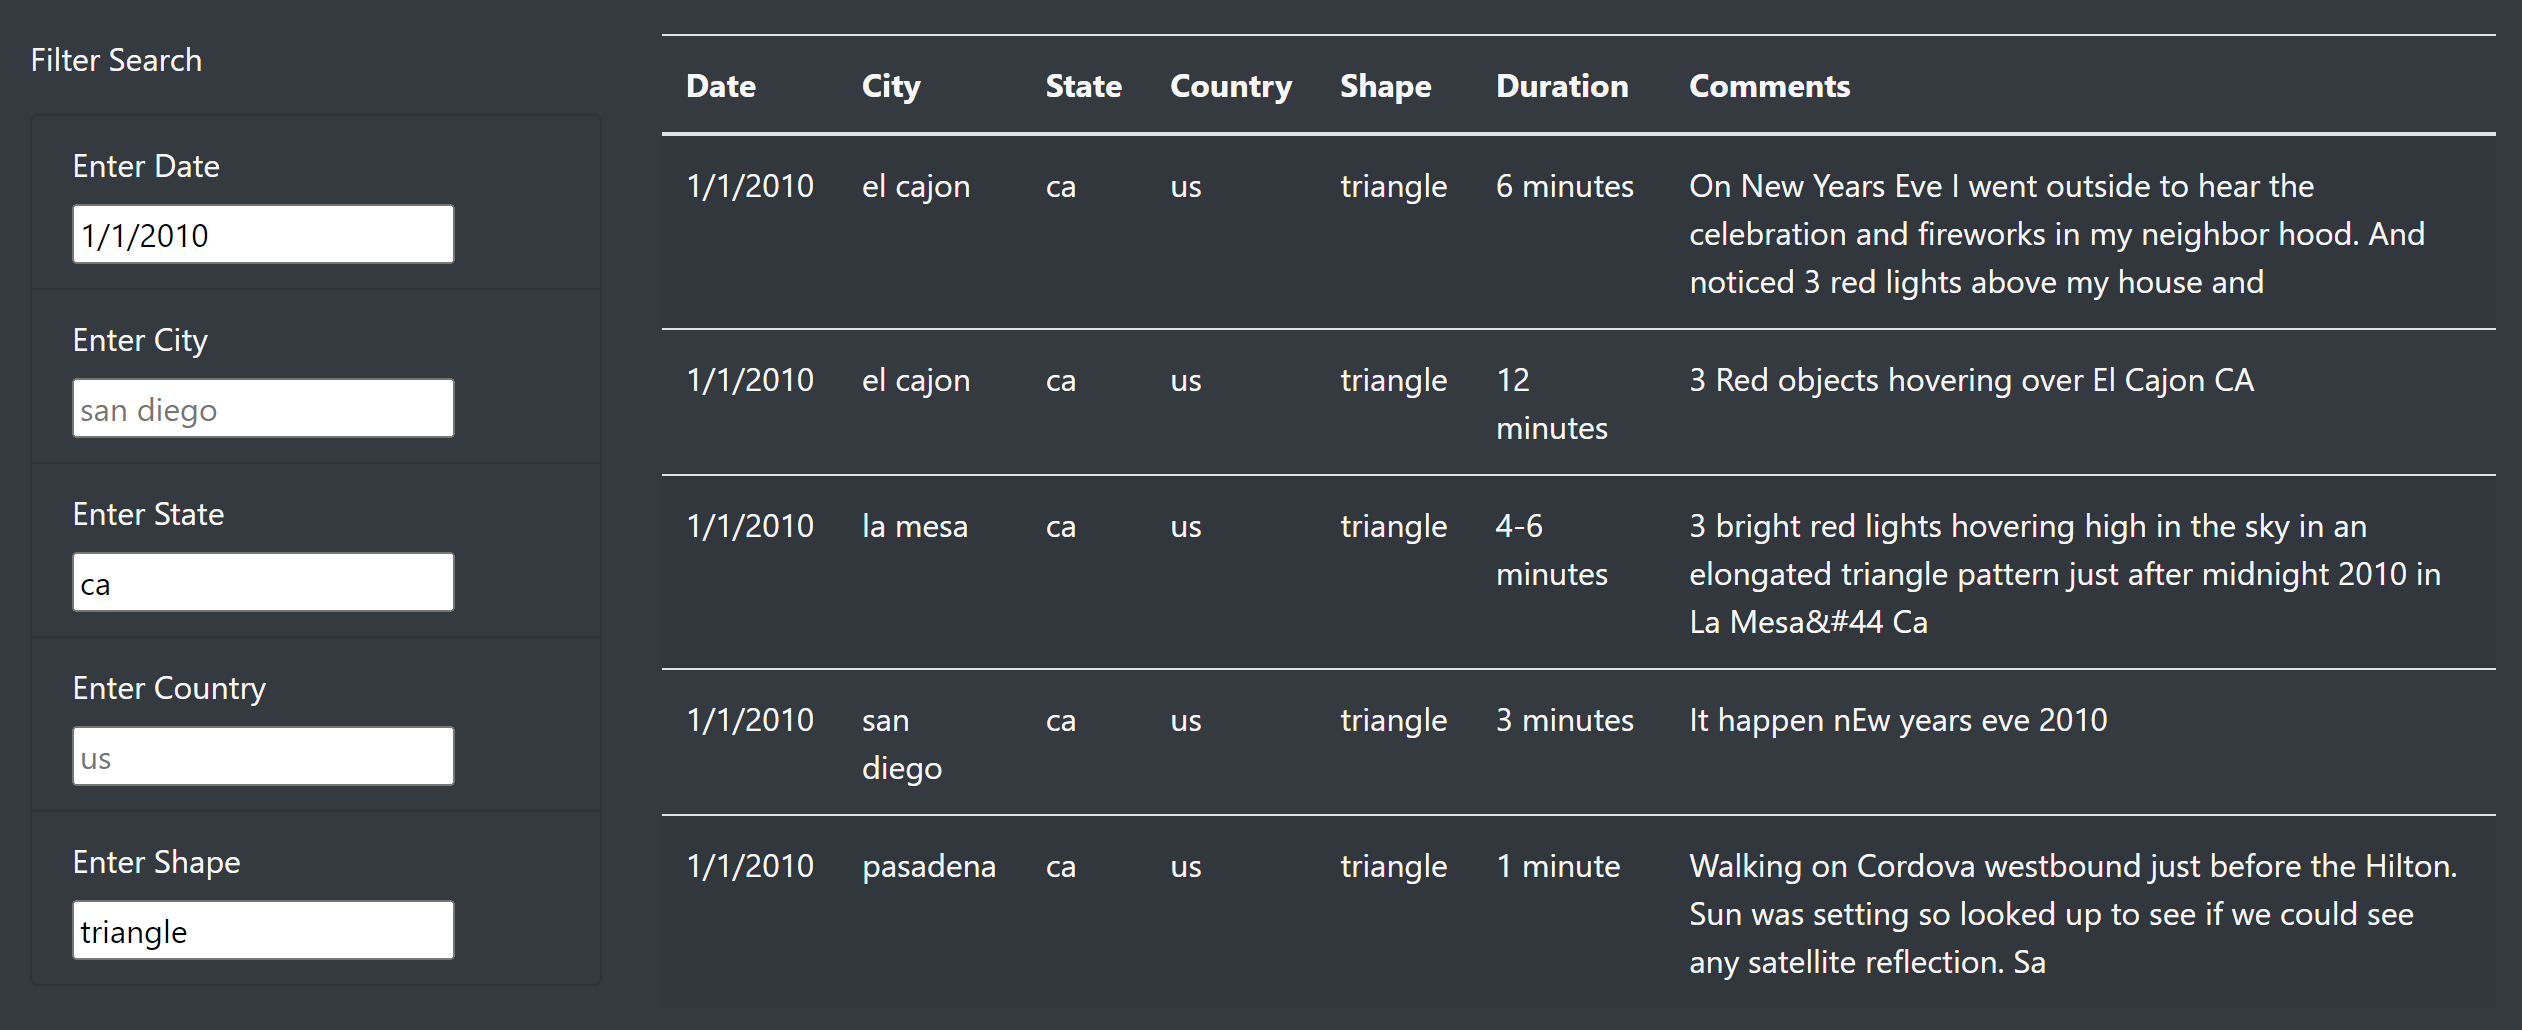 Filter Search
Enter Date
1/1/2010
Enter City
san diego
Enter State
ca
Enter Country
us
Enter Shape
triangle
Date City State Country Shape Duration Comments
1/1/2010 el cajon ca us triangle 6 minutes On New Years Eve I went outside to hear the
celebration and fireworks in my neighbor hood. And
noticed 3 red lights above my house and
1/1/2010 el cajon ca us triangle 12 3 Red objects hovering over El Cajon CA
minutes
1/1/2010 la mesa ca us triangle 4-6 3 bright red lights hovering high in the sky in an
minutes elongated triangle pattern just after midnight 2010 in
La Mesa&#44 Ca
1/1/2010 san ca us triangle 3 minutes It happen nEw years eve 2010
diego
1/1/2010 pasadena ca us triangle 1 minute Walking on Cordova westbound just before the Hilton.
Sun was setting so looked up to see if we could see
any satellite reflection. Sa